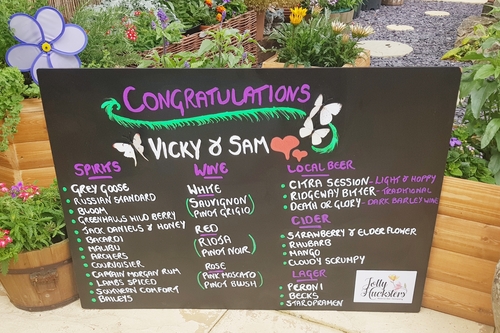 CONGRATULATIONS
VICKY & SAM
SPIRITS
GREY GOOSE
RUSSIAN STANDARD
BLOOM
GREENHALLS WILD BERRY
JACK DANIELS & HONEY
BACARDI
MALIBU
ARCHERS
COURVOISIER
CAPTAIN MORGAN RUM
LAMBS SPICED
SOUTHERN COMFORT
BAILEYS
WINE
WHITE
SAUVIGNON
PINOT GRIGIO
RED
RIOJA
PINOT NOIR
ROSE
PINK MOSCATO
PINOT BLUSH
LOCAL BEER
CITRA SESSION - LIGHT & HOPPY
RIDGEWAY BITTER - TRADITIONAL
DEATH OR GLORY - DARK BARLEY WINE
CIDER
STRAWBERRY & ELDERFLOWER
RHUBARB
MANGO
CLOUDY SCRUMPY
LAGER
PERONI
BECKS
STAROPRAMEN
Jolly
Huckster